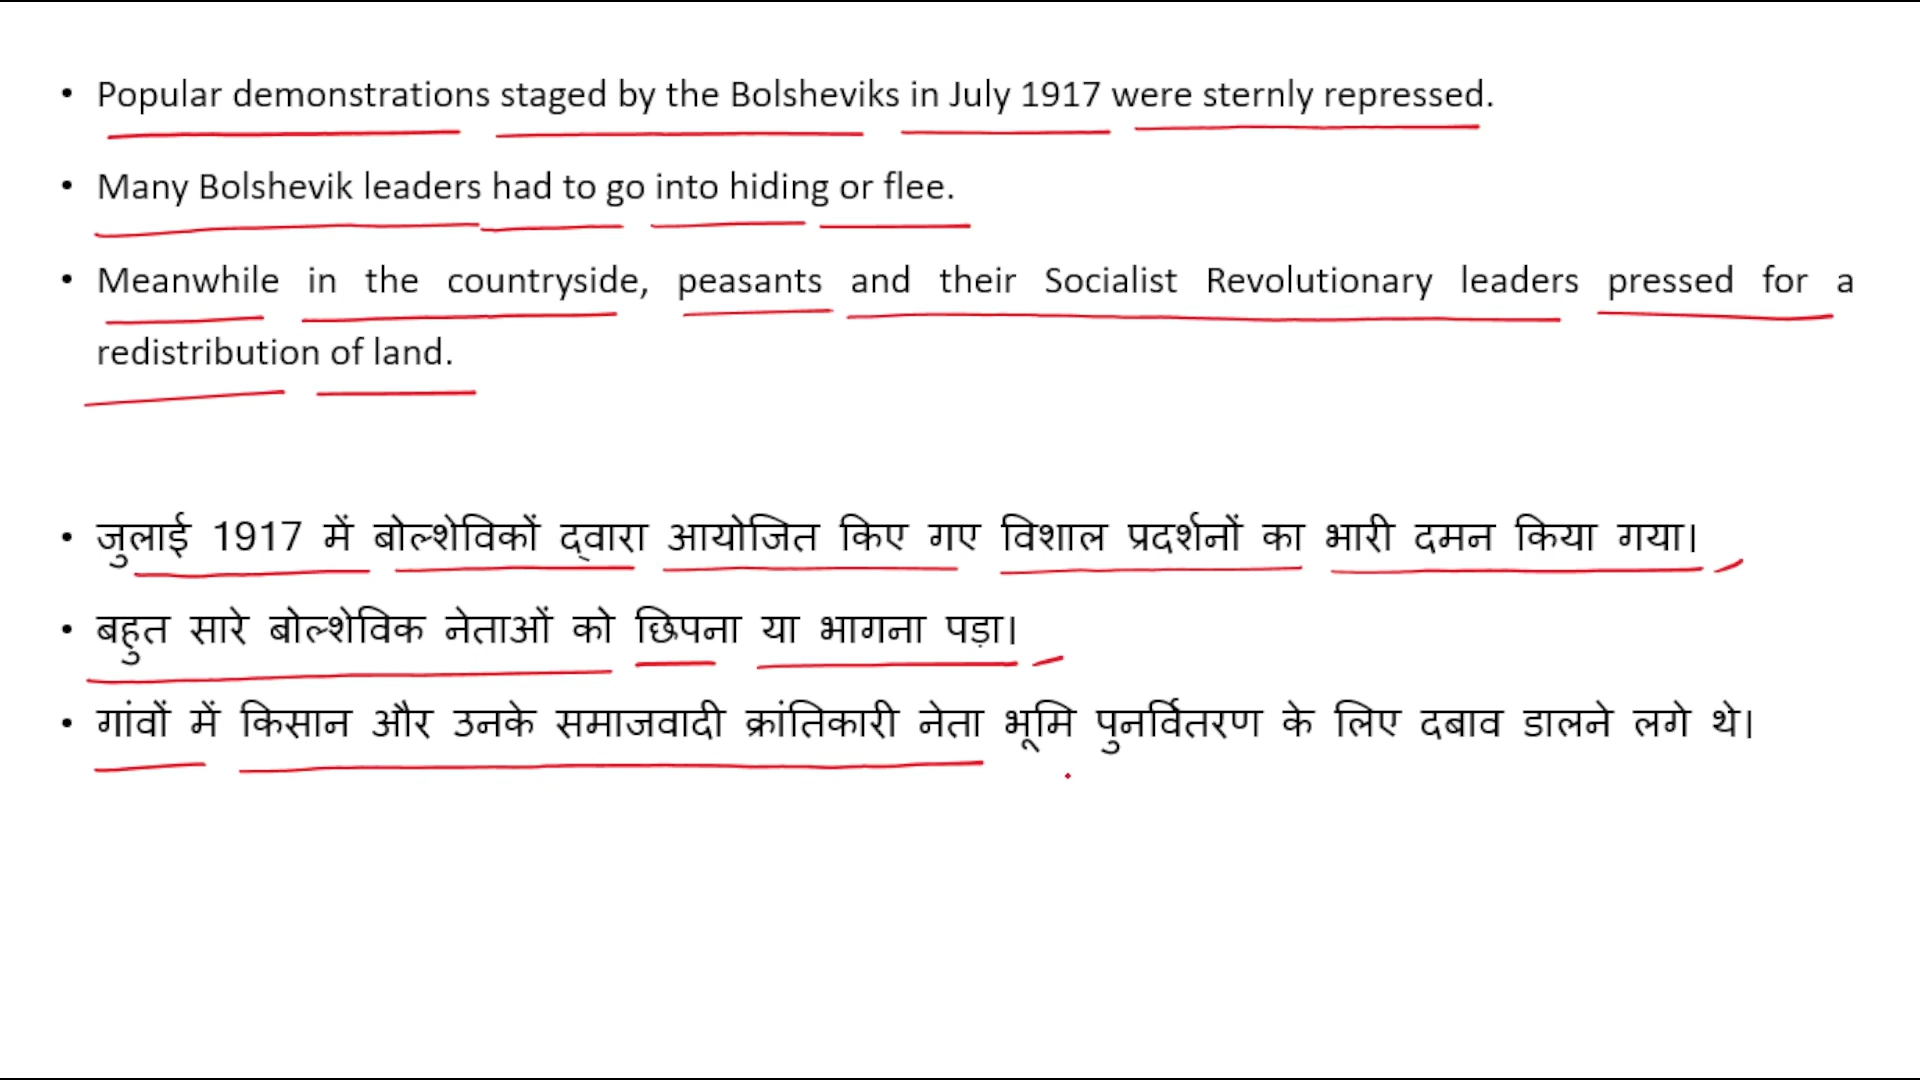 • Popular demonstrations staged by the Bolsheviks in July 1917 were sternly repressed.
• Many Bolshevik leaders had to go into hiding or flee.
• Meanwhile in the countryside, peasants and their Socialist Revolutionary leaders pressed for a
redistribution of land.
• जुलाई 1917 में बोल्शेविकों द्वारा आयोजित किए गए विशाल प्रदर्शनों का भारी दमन किया गया।
• बहुत सारे बोल्शेविक नेताओं को छिपना या भागना पड़ा।
• गांवों में किसान और उनके समाजवादी क्रांतिकारी नेता भूमि पुनर्वितरण के लिए दबाव डालने लगे थे।